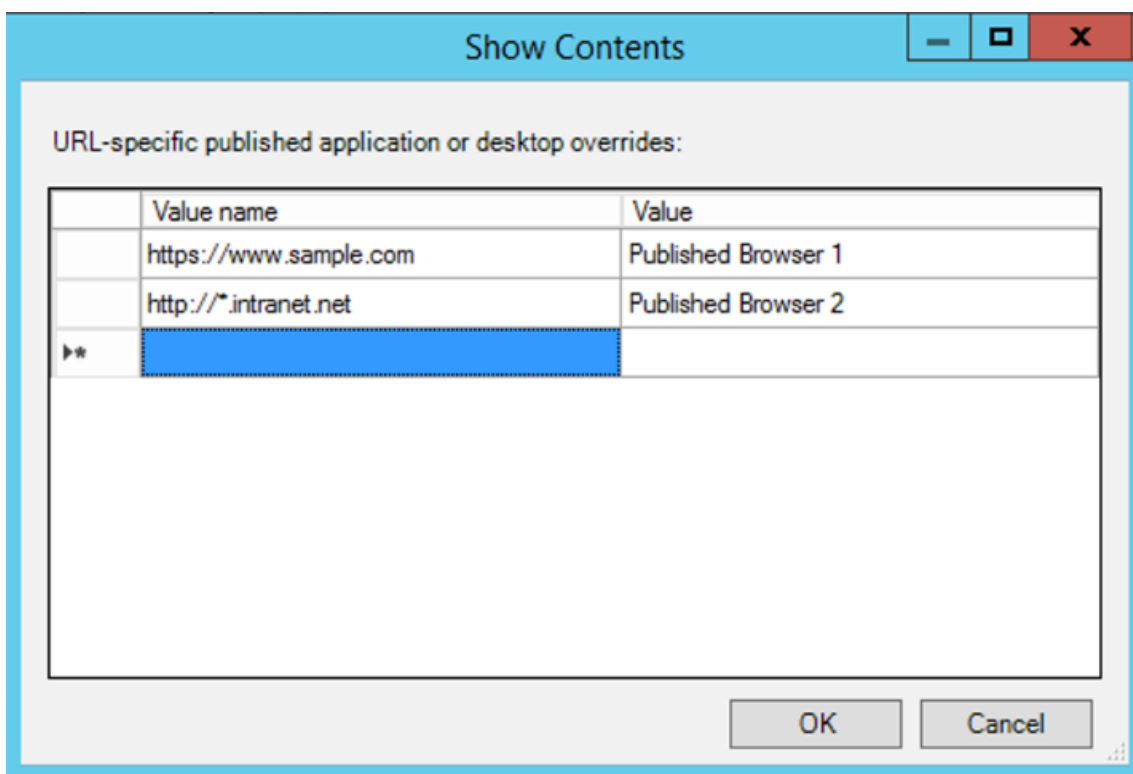 Show Contents
URL-specific published application or desktop overrides:
Value name Value
https://www.sample.com Published Browser 1
http://*.intranet.net Published Browser 2
OK Cancel